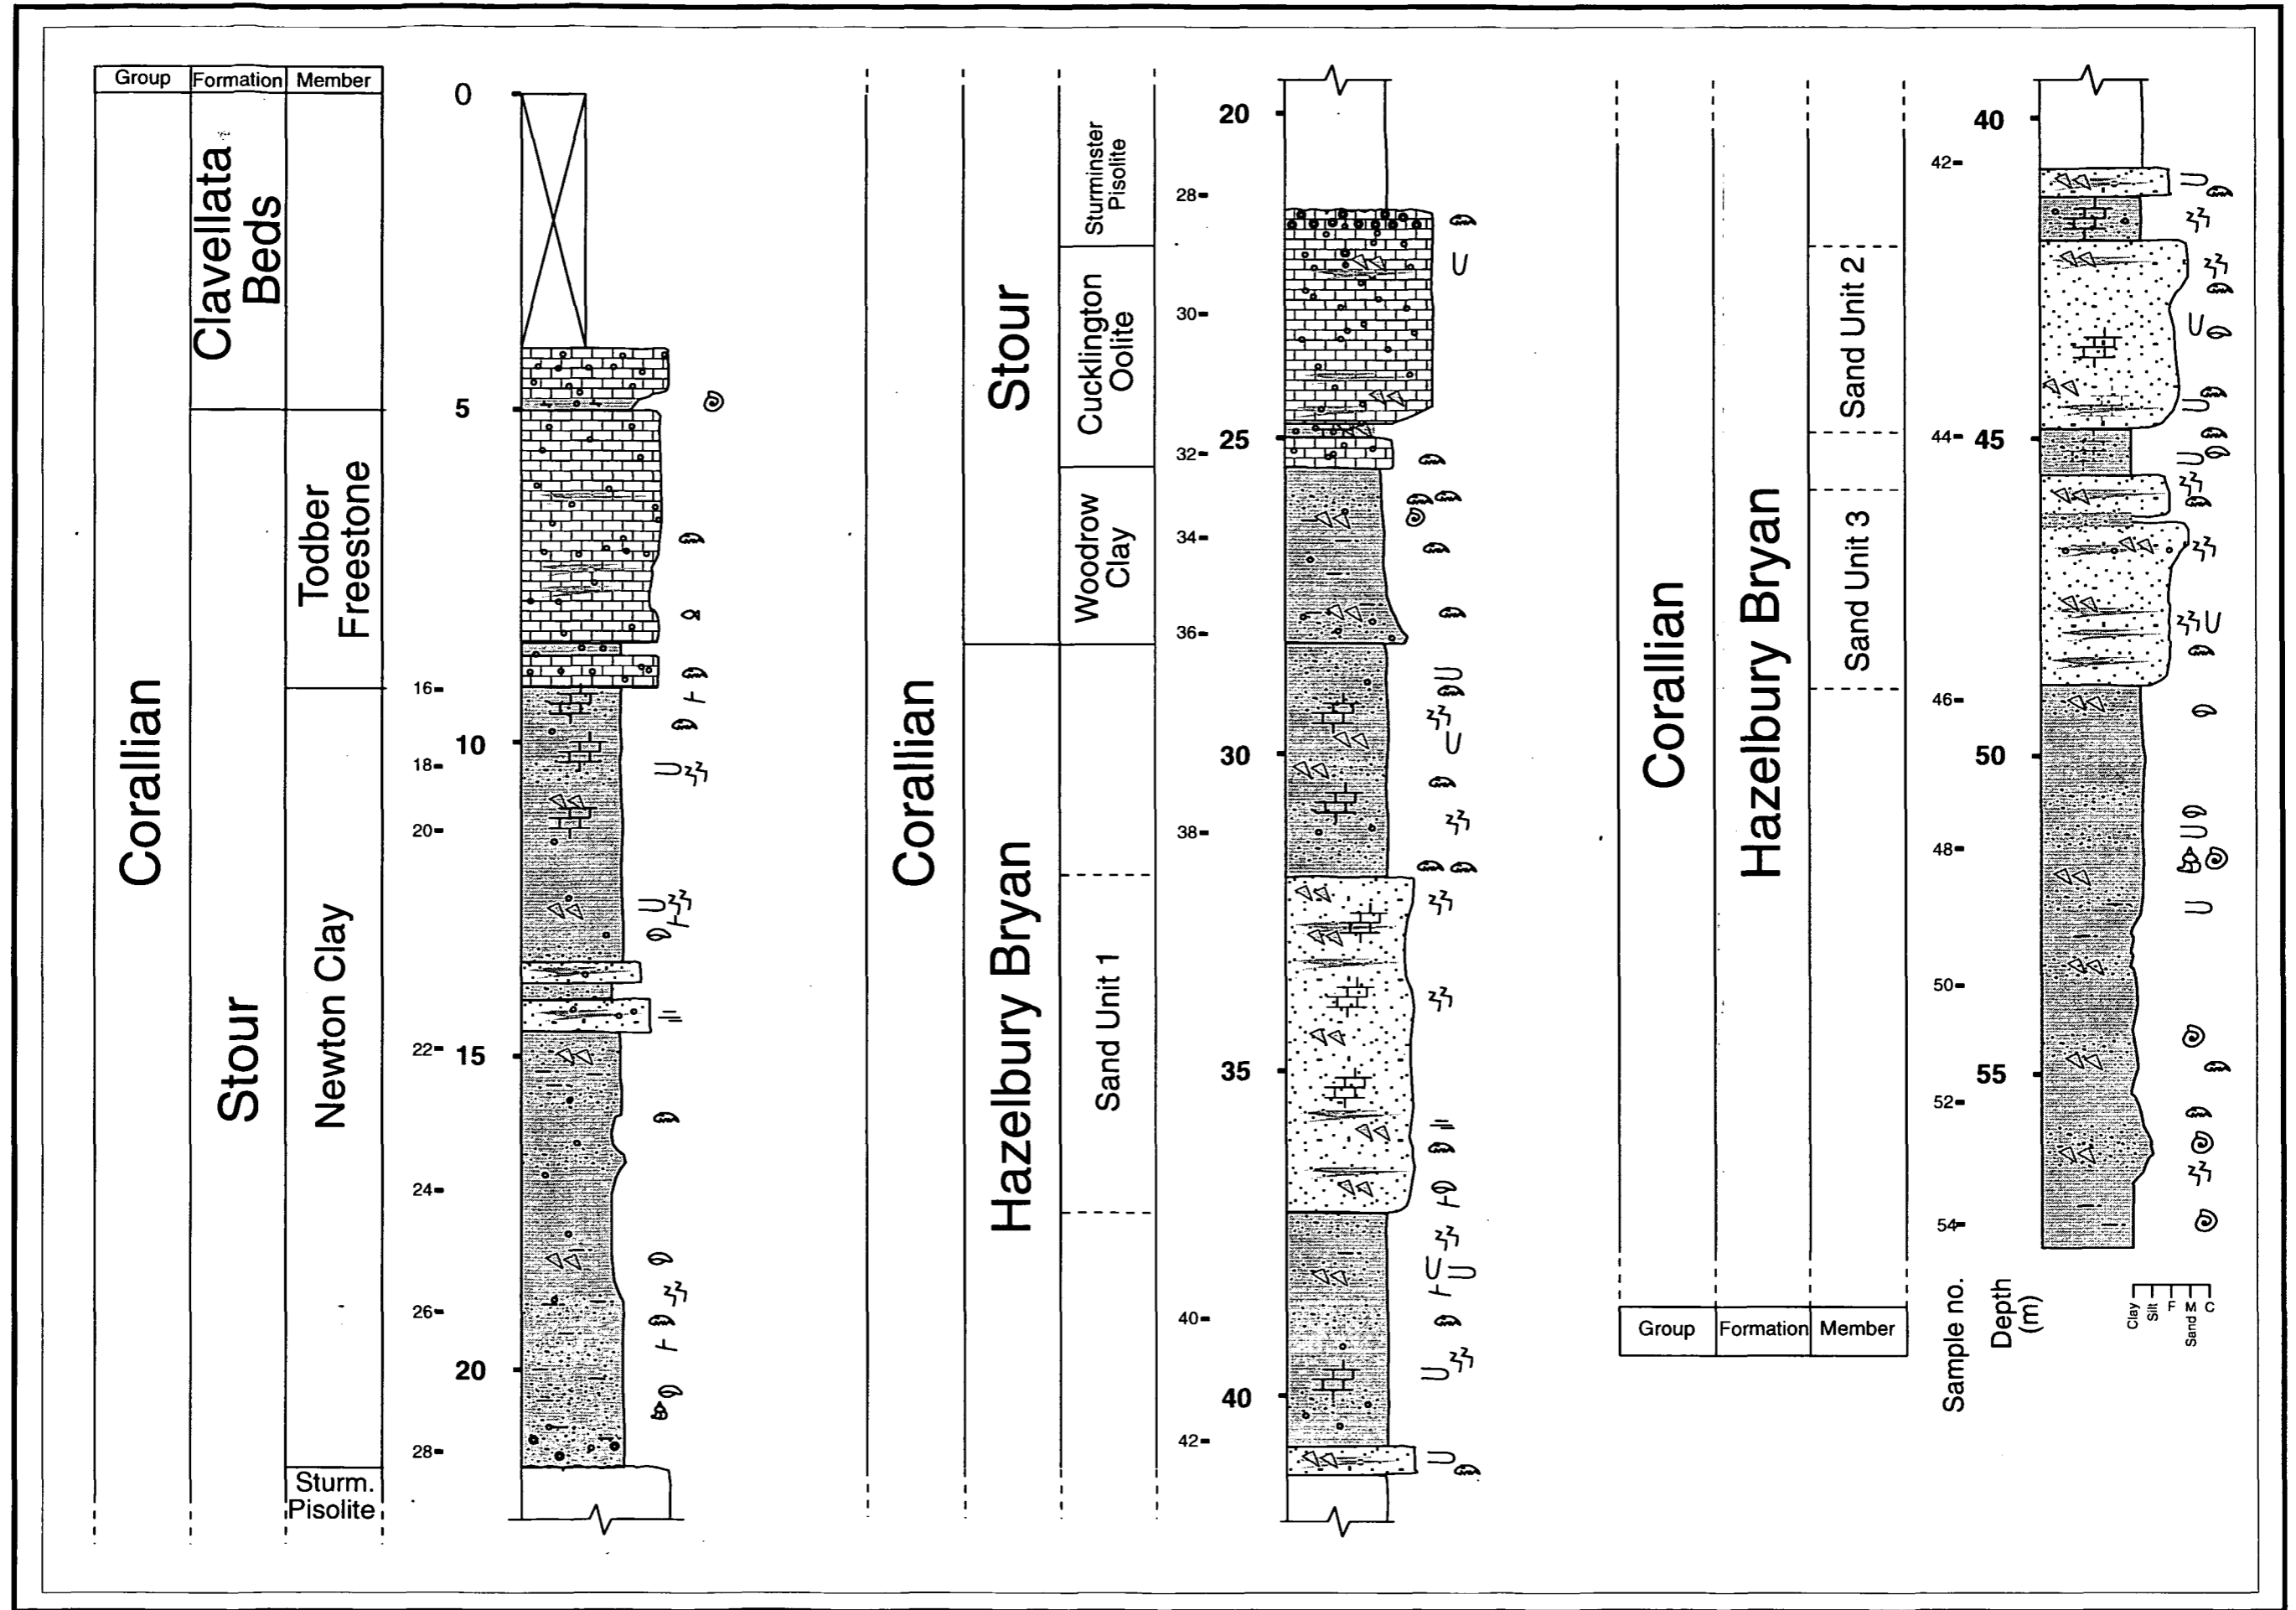 Group Formation Member
Clavellata
Beds
Corallian
Stour
Todber
Freestone
Newton Clay
Sturm.
Pisolite
0
5
16
10
18
20
22
15
24
26
20
28
Corallian
Stour
Hazelbury Bryan
Sturminster
Pisolite
Cucklington
Oolite
Woodrow
Clay
Sand Unit 1
20
28
30
25
32
34
36
30
38
35
40
40
42
Corallian
Hazelbury Bryan
Sand Unit 2
Sand Unit 3
Group Formation Member
40
42
44
45
46
50
48
50
55
52
54
Sample no.
Depth
(m)
Clay
Silt
F
M
C
Sand